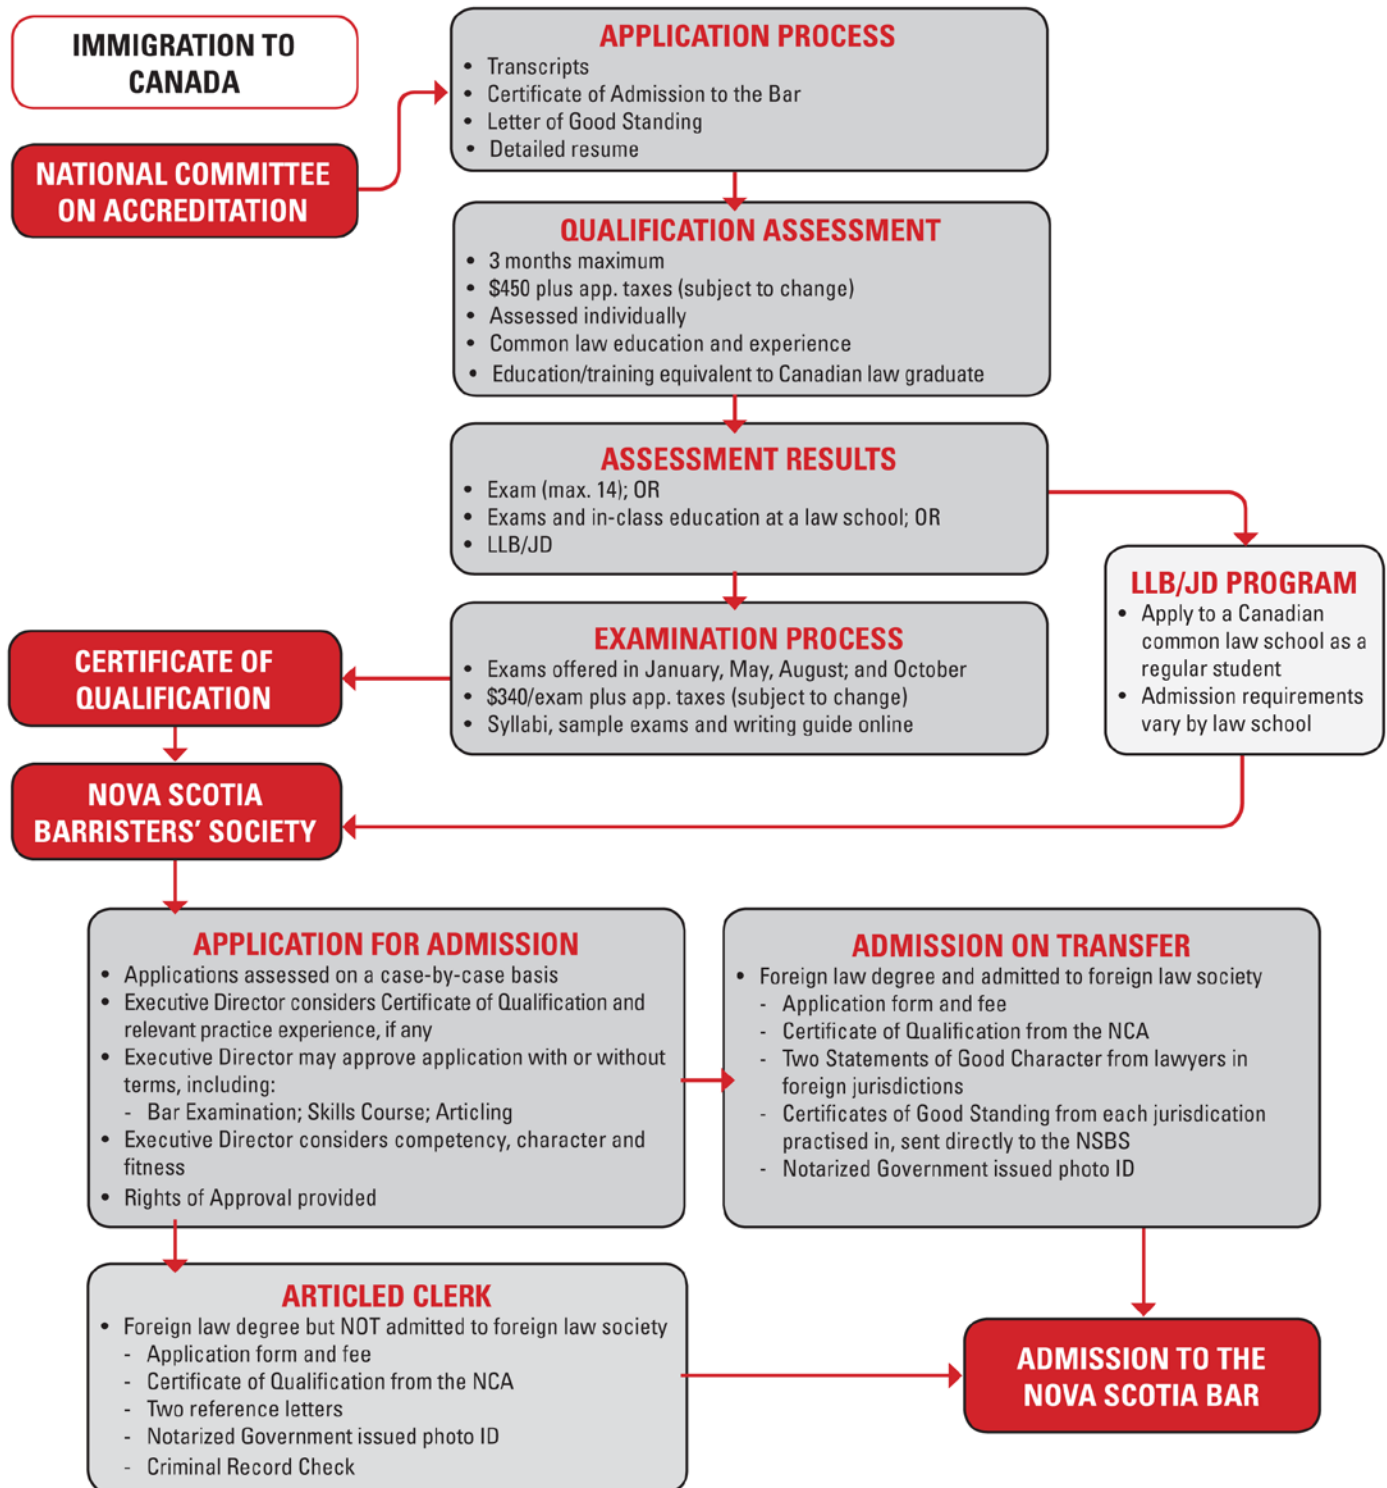 IMMIGRATION TO
CANADA
NATIONAL COMMITTEE
ON ACCREDITATION
APPLICATION PROCESS
• Transcripts
• Certificate of Admission to the Bar
• Letter of Good Standing
• Detailed resume
QUALIFICATION ASSESSMENT
• 3 months maximum
• $450 plus app. taxes (subject to change)
• Assessed individually
• Common law education and experience
• Education/training equivalent to Canadian law graduate
ASSESSMENT RESULTS
• Exam (max. 14); OR
• Exams and in-class education at a law school; OR
• LLB/JD
LLB/JD PROGRAM
• Apply to a Canadian
common law school as a
regular student
• Admission requirements
vary by law school
EXAMINATION PROCESS
• Exams offered in January, May, August; and October
• $340/exam plus app. taxes (subject to change)
• Syllabi, sample exams and writing guide online
CERTIFICATE OF
QUALIFICATION
NOVA SCOTIA
BARRISTERS’ SOCIETY
APPLICATION FOR ADMISSION
• Applications assessed on a case-by-case basis
• Executive Director considers Certificate of Qualification and
relevant practice experience, if any
• Executive Director may approve application with or without
terms, including:
- Bar Examination; Skills Course; Articling
• Executive Director considers competency, character and
fitness
• Rights of Approval provided
ADMISSION ON TRANSFER
• Foreign law degree and admitted to foreign law society
- Application form and fee
- Certificate of Qualification from the NCA
- Two Statements of Good Character from lawyers in
foreign jurisdictions
- Certificates of Good Standing from each jurisdication
practised in, sent directly to the NSBS
- Notarized Government issued photo ID
ARTICLED CLERK
• Foreign law degree but NOT admitted to foreign law society
- Application form and fee
- Certificate of Qualification from the NCA
- Two reference letters
- Notarized Government issued photo ID
- Criminal Record Check
ADMISSION TO THE
NOVA SCOTIA BAR